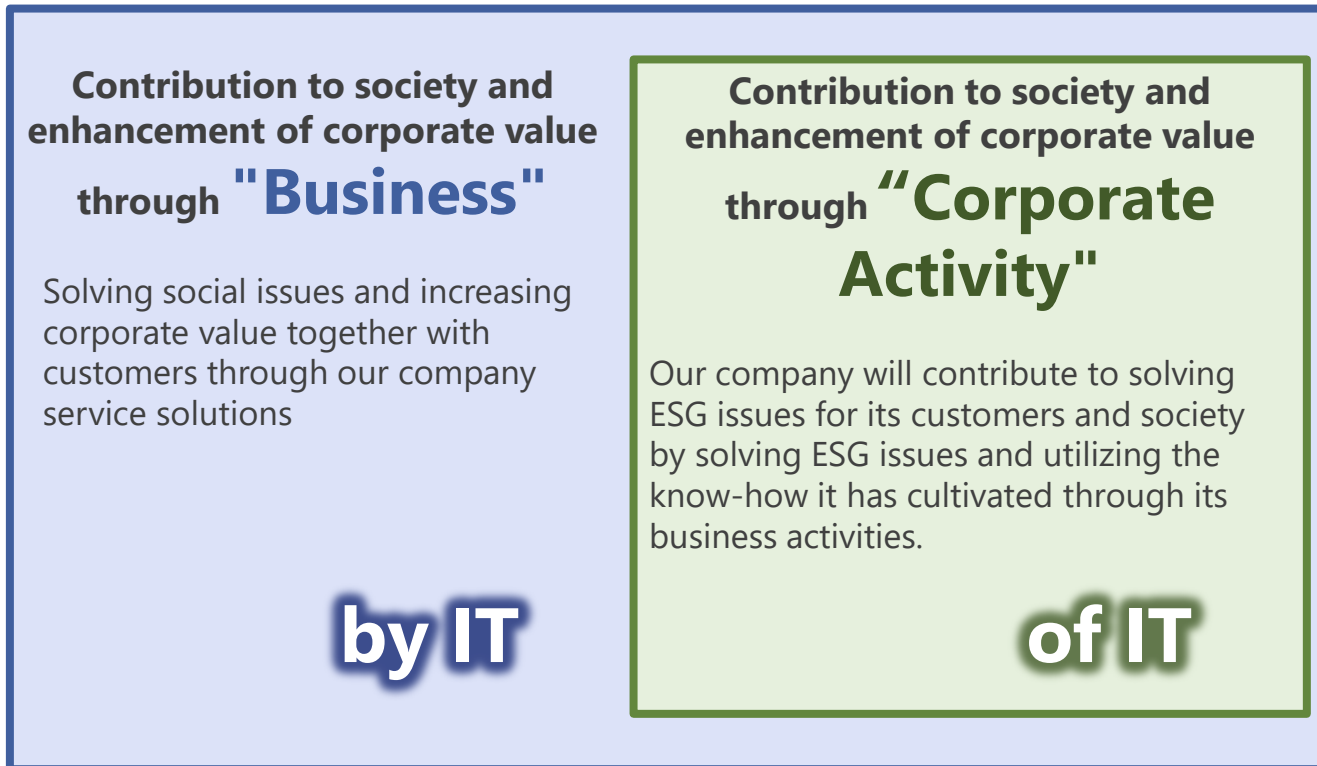 Contribution to society and
enhancement of corporate value
through "Business"
Solving social issues and increasing
corporate value together with
customers through our company
service solutions
by IT
Contribution to society and
enhancement of corporate value
through “Corporate
Activity"
Our company will contribute to solving
ESG issues for its customers and society
by solving ESG issues and utilizing the
know-how it has cultivated through its
business activities.
of IT